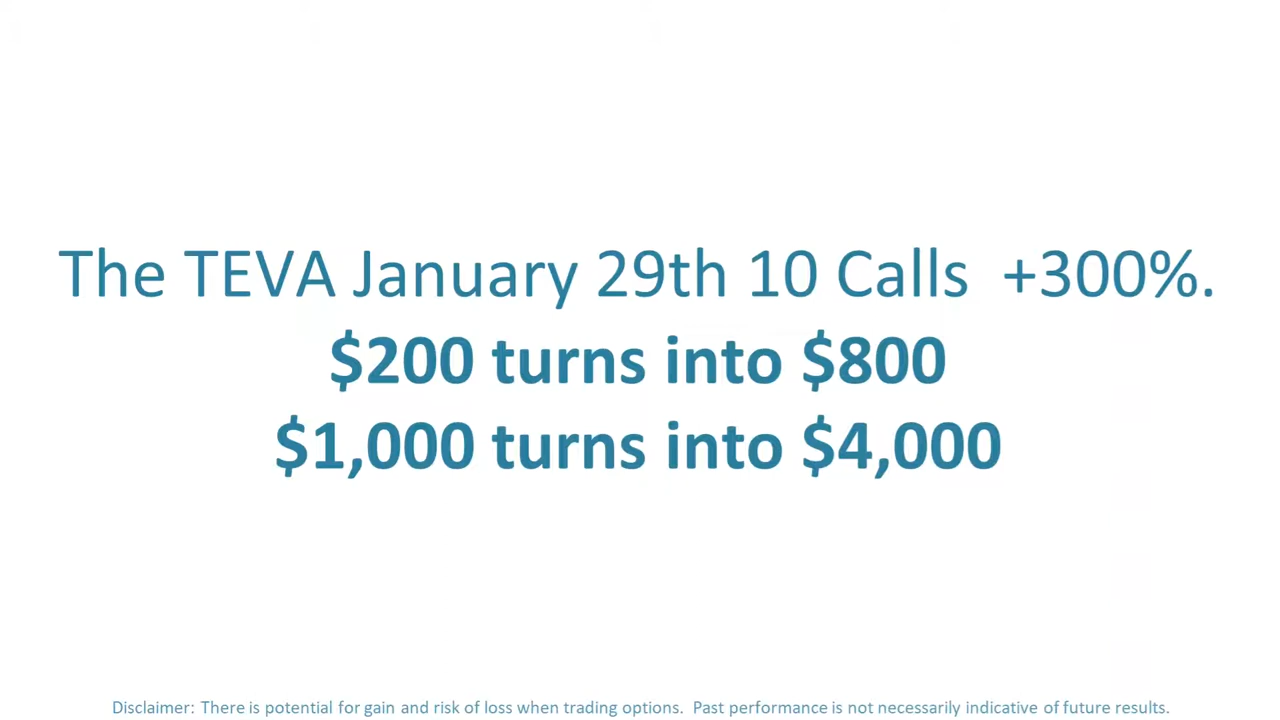 The TEVA January 29th 10 Calls  +300%.
$200 turns into $800
$1,000 turns into $4,000
Disclaimer: There is potential for gain and risk of loss when trading options.  Past performance is not necessarily indicative of future results.